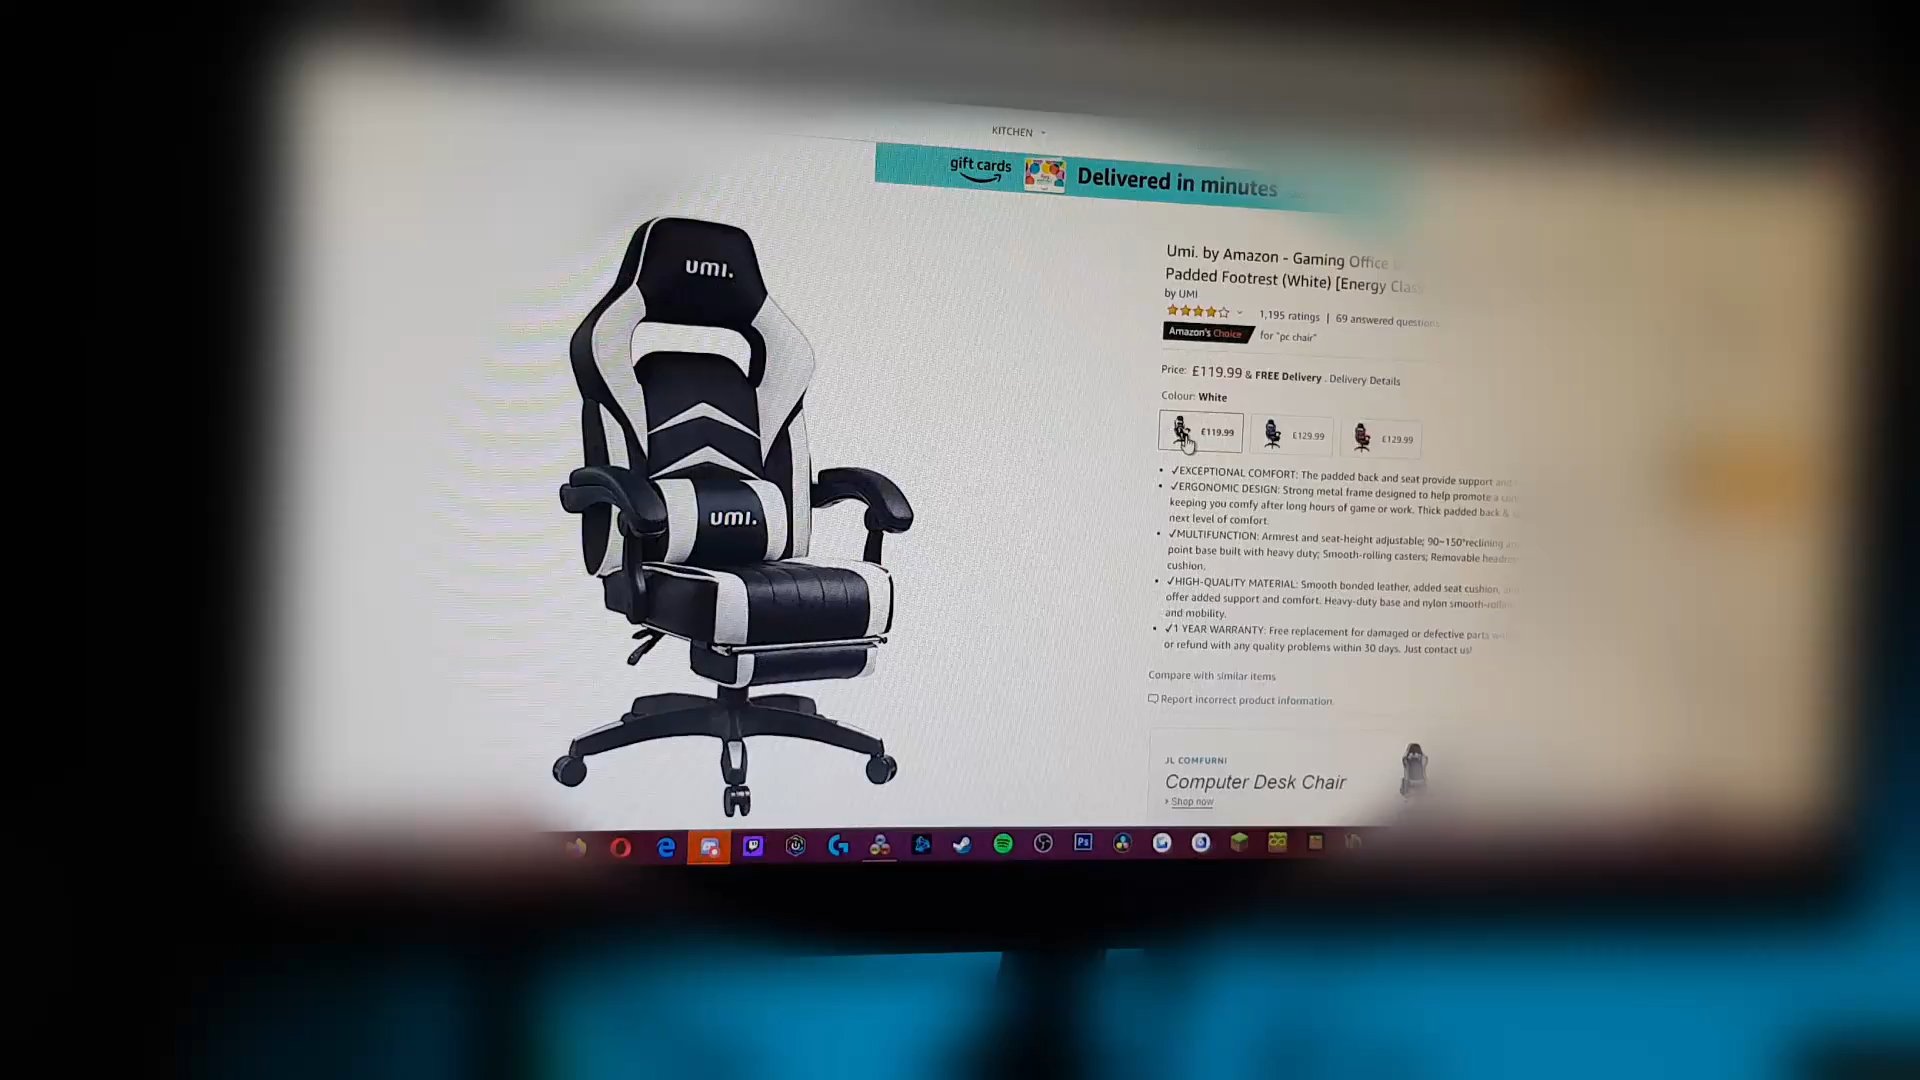 KITCHEN
gift cards
Delivered in minutes
umi.
umi.
Umi. by Amazon - Gaming Office
Padded Footrest (White) [Energy Class
by UMI
1,195 ratings | 69 answered questions
Amazon's Choice for "pc chair"
Price: £119.99 & FREE Delivery. Delivery Details
Colour: White
£119.99 £129.99 £129.99
• ✓EXCEPTIONAL COMFORT: The padded back and seat provide support and
• ✓ERGONOMIC DESIGN: Strong metal frame designed to help promote a
keeping you comfy after long hours of game or work. Thick padded back &
next level of comfort.
• ✓MULTIFUNCTION: Armrest and seat-height adjustable; 90~150°reclining
point base built with heavy duty; Smooth-rolling casters; Removable
cushion.
• ✓HIGH-QUALITY MATERIAL: Smooth bonded leather, added seat cushion,
offer added support and comfort. Heavy-duty base and nylon smooth-rolling
and mobility.
• ✓1 YEAR WARRANTY: Free replacement for damaged or defective parts
or refund with any quality problems within 30 days. Just contact us!
Compare with similar items
Report incorrect product information.
JL COMFURNI
Computer Desk Chair
› Shop now
Ps